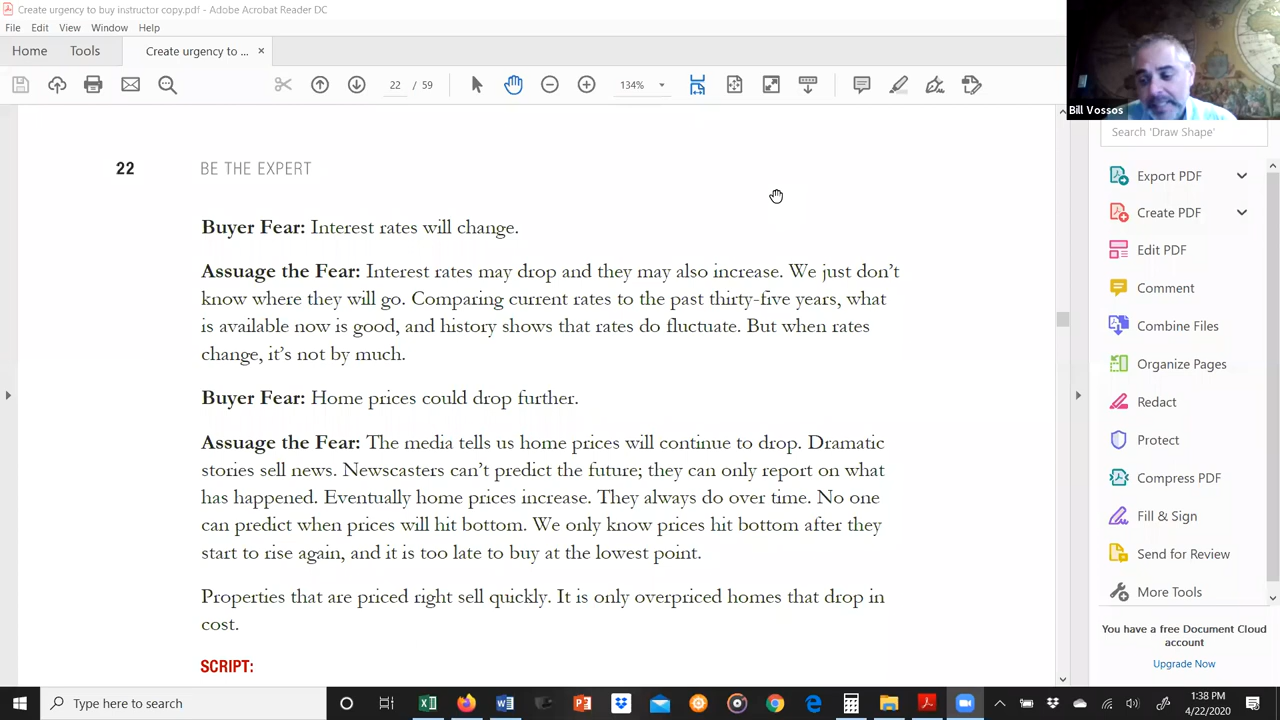 Create urgency to buy instructor copy.pdf - Adobe Acrobat Reader DC
File Edit View Window Help
Home Tools Create urgency to ... ×
22 / 59 134%
Bill Vossos
Search 'Draw Shape'
22 BE THE EXPERT
Buyer Fear: Interest rates will change.
Assuage the Fear: Interest rates may drop and they may also increase. We just don't
know where they will go. Comparing current rates to the past thirty-five years, what
is available now is good, and history shows that rates do fluctuate. But when rates
change, it's not by much.
Buyer Fear: Home prices could drop further.
Assuage the Fear: The media tells us home prices will continue to drop. Dramatic
stories sell news. Newscasters can't predict the future; they can only report on what
has happened. Eventually home prices increase. They always do over time. No one
can predict when prices will hit bottom. We only know prices hit bottom after they
start to rise again, and it is too late to buy at the lowest point.
Properties that are priced right sell quickly. It is only overpriced homes that drop in
cost.
SCRIPT:
Export PDF
Create PDF
Edit PDF
Comment
Combine Files
Organize Pages
Redact
Protect
Compress PDF
Fill & Sign
Send for Review
More Tools
You have a free Document Cloud
account
Upgrade Now
Type here to search
1:38 PM
4/22/2020